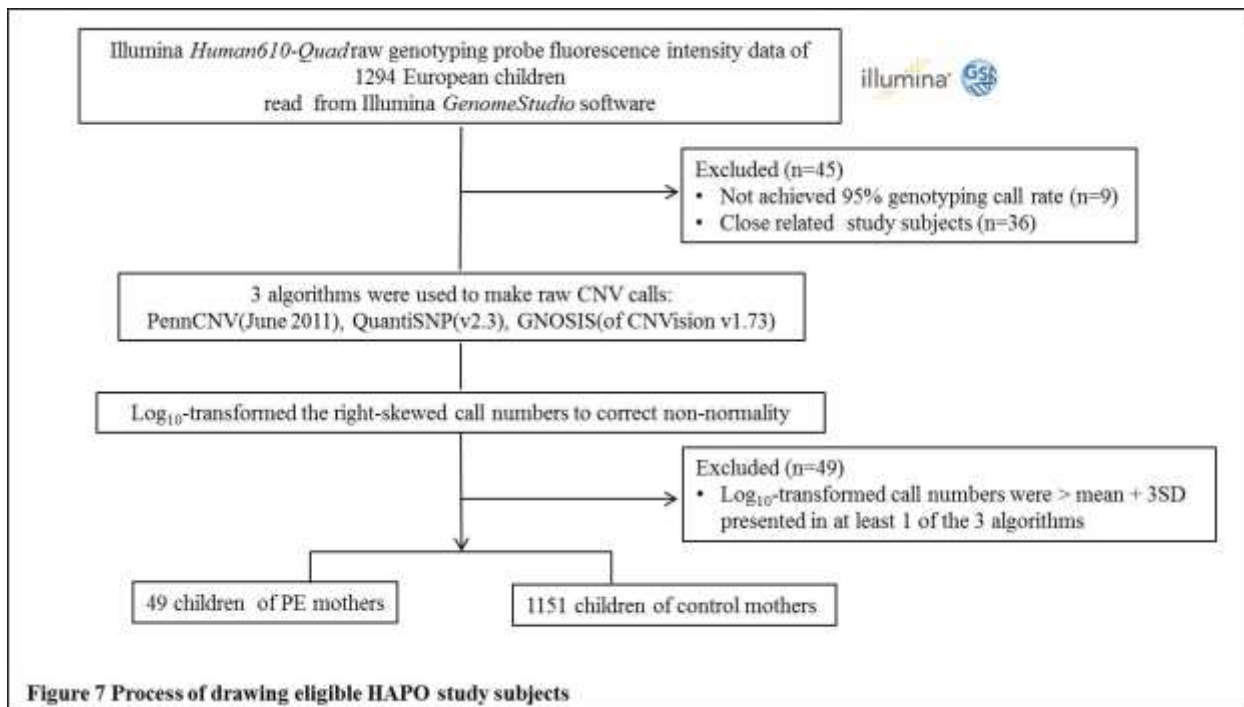 Illumina Human610-Quad raw genotyping probe fluorescence intensity data of
1294 European children
read from Illumina GenomeStudio software
illumina®
GS
Excluded (n=45)
• Not achieved 95% genotyping call rate (n=9)
• Close related study subjects (n=36)
3 algorithms were used to make raw CNV calls:
PennCNV(June 2011), QuantiSNP(v2.3), GNOSIS(of CNVision v1.73)
Log₁₀-transformed the right-skewed call numbers to correct non-normality
Excluded (n=49)
• Log₁₀-transformed call numbers were > mean + 3SD
presented in at least 1 of the 3 algorithms
49 children of PE mothers
1151 children of control mothers
Figure 7 Process of drawing eligible HAPO study subjects